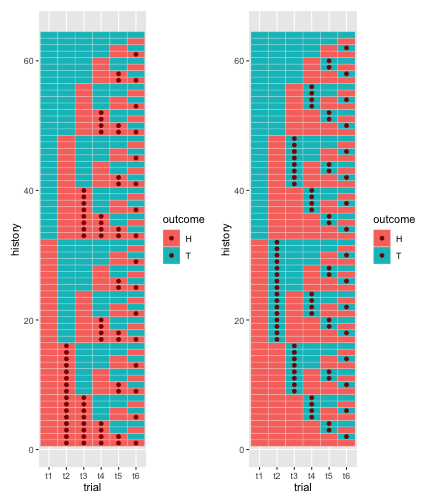 60
40
20
0
history
t1 t2 t3 t4 t5 t6
trial
outcome
H
T
60
40
20
0
history
t1 t2 t3 t4 t5 t6
trial
outcome
H
T